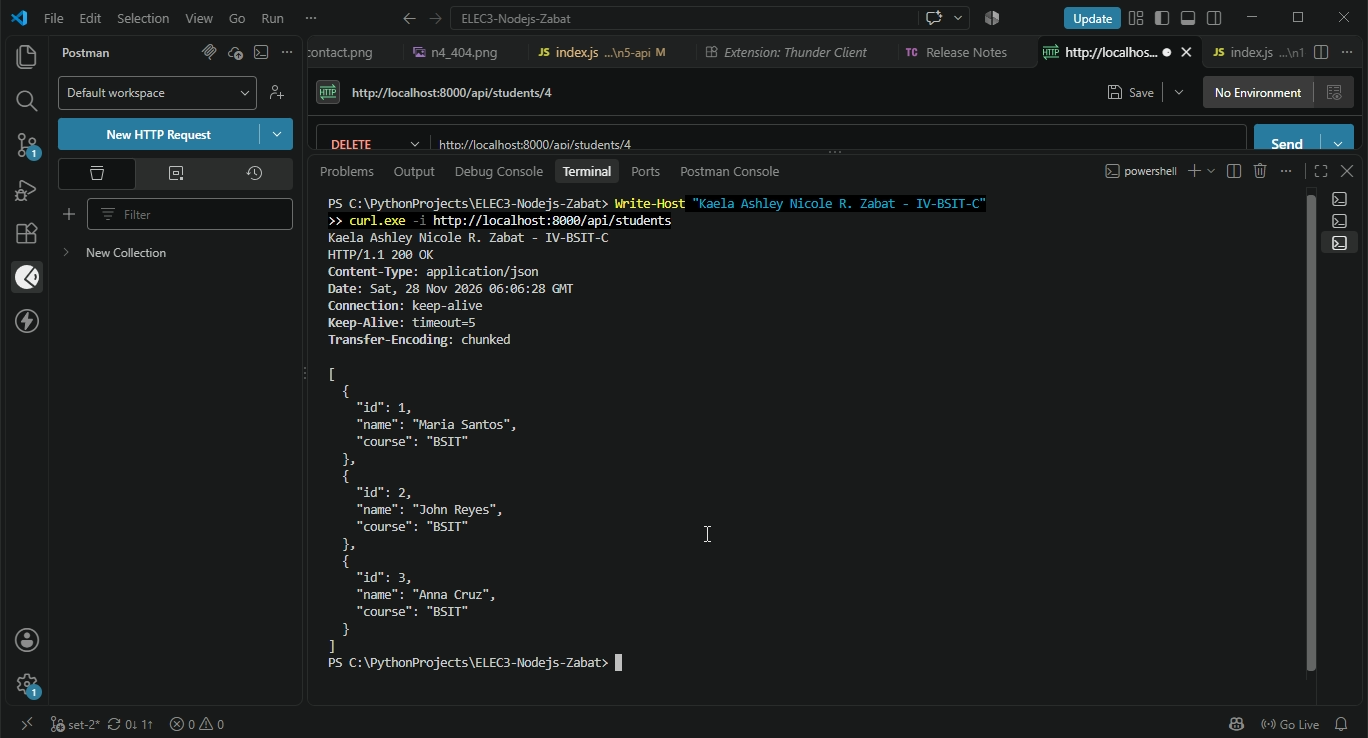 File Edit Selection View Go Run ··· ELEC3-Nodejs-Zabat Update
Postman
contact.png n4_404.png JS index.js ...\n5-api M Extension: Thunder Client TC Release Notes HTTP http://localhos... JS index.js ...\n1
Default workspace
HTTP http://localhost:8000/api/students/4 Save No Environment
New HTTP Request
DELETE http://localhost:8000/api/students/4 Send
Problems Output Debug Console Terminal Ports Postman Console powershell
1
Filter
New Collection
PS C:\PythonProjects\ELEC3-Nodejs-Zabat> Write-Host "Kaela Ashley Nicole R. Zabat - IV-BSIT-C"
>> curl.exe -i http://localhost:8000/api/students
Kaela Ashley Nicole R. Zabat - IV-BSIT-C
HTTP/1.1 200 OK
Content-Type: application/json
Date: Sat, 28 Nov 2026 06:06:28 GMT
Connection: keep-alive
Keep-Alive: timeout=5
Transfer-Encoding: chunked
[
{
"id": 1,
"name": "Maria Santos",
"course": "BSIT"
},
{
"id": 2,
"name": "John Reyes",
"course": "BSIT"
},
{
"id": 3,
"name": "Anna Cruz",
"course": "BSIT"
}
]
PS C:\PythonProjects\ELEC3-Nodejs-Zabat>
1
set-2* 0↓ 1↑ 0 0 Go Live